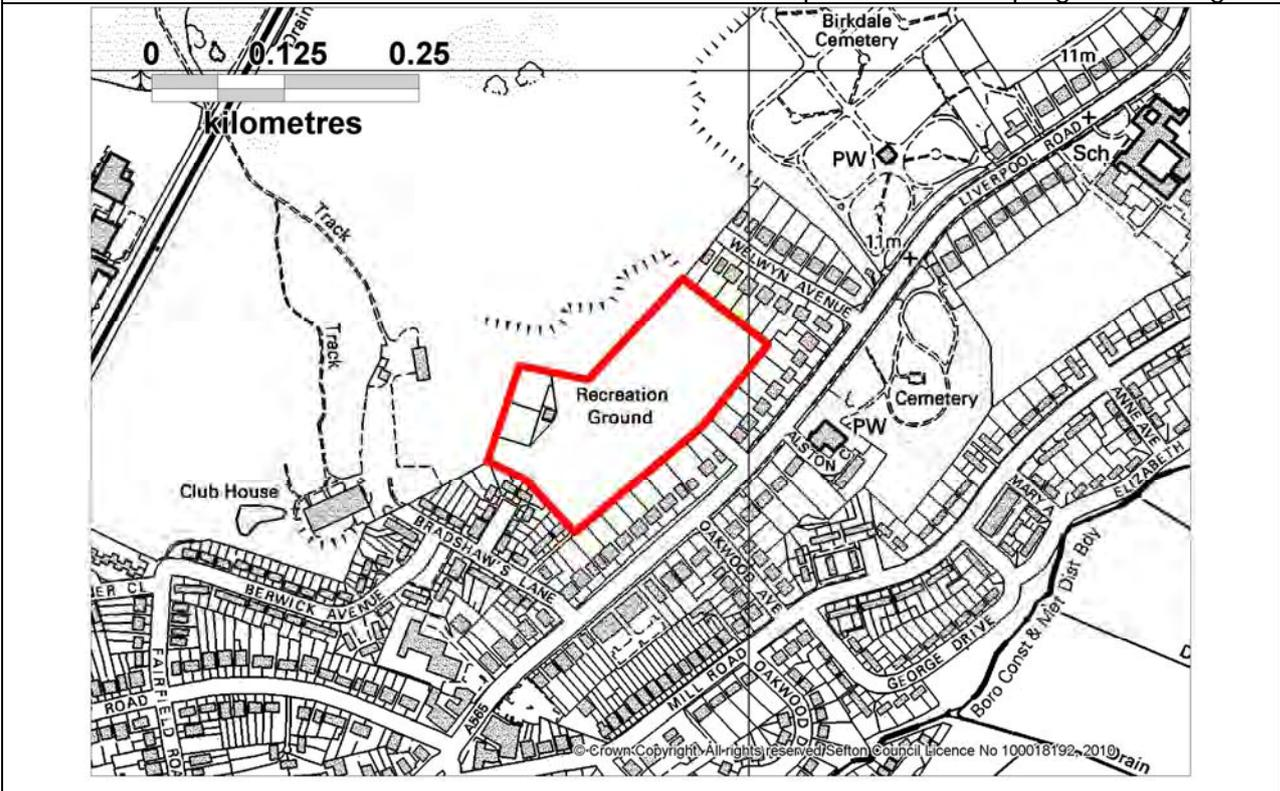 0 0.125 0.25
kilometres
Drain
Birkdale
Cemetery
11m
PW
LIVERPOOL ROAD
Sch
11m
Track
Track
WELWYN AVENUE
Recreation
Ground
Cemetery
PW
ALSTON
ANNE AVE
ELIZABETH
MARY
Club House
BRADSHAW'S LANE
OAKWOOD AVE
BERWICK AVENUE
NER CL
FAIRFIELD ROA
ROAD
MILL ROAD
OAKWOOD
GEORGE DRIVE
Boro Const & Met Dist Bdy
A565
D
Drain
© Crown Copyright. All rights reserved Sefton Council Licence No 100018192, 2010